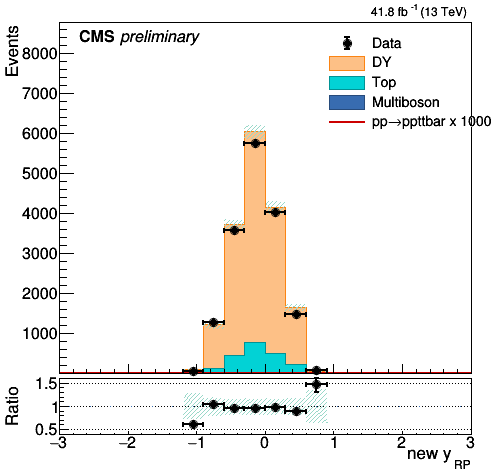 41.8 fb⁻¹ (13 TeV)
CMS preliminary
Events
8000
7000
6000
5000
4000
3000
2000
1000
Data
DY
Top
Multiboson
pp→ppttbar x 1000
Ratio
1.5
1
0.5
−3 −2 −1 0 1 2 3
new y_RP